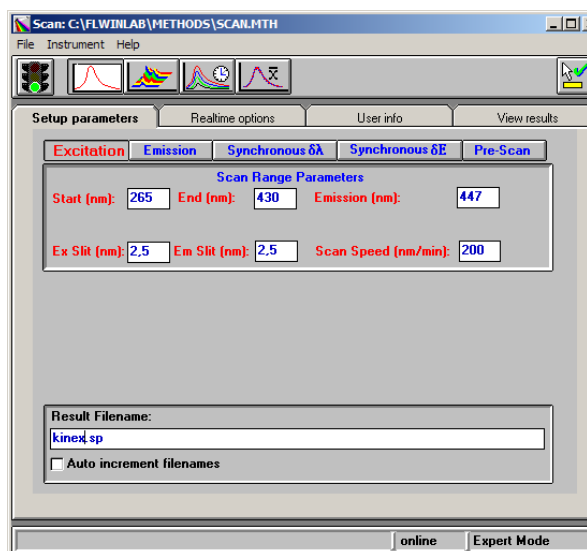 Scan: C:\FLWINLAB\METHODS\SCAN.MTH
File Instrument Help
Setup parameters Realtime options User info View results
Excitation Emission Synchronous δλ Synchronous δE Pre-Scan
Scan Range Parameters
Start (nm): 265 End (nm): 430 Emission (nm): 447
Ex Slit (nm): 2,5 Em Slit (nm): 2,5 Scan Speed (nm/min): 200
Result Filename:
kinex.sp
Auto increment filenames
online Expert Mode